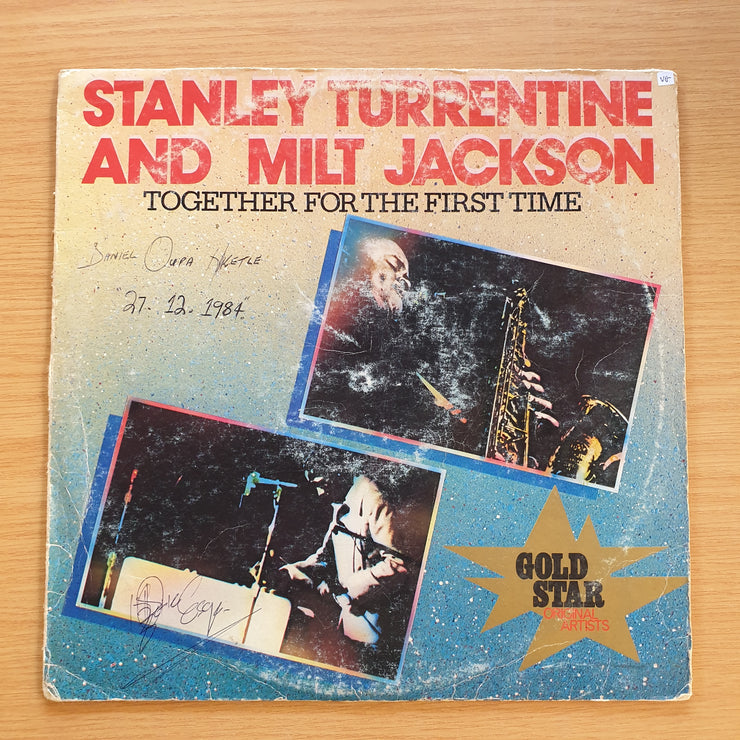 VG-
STANLEY TURRENTINE
AND MILT JACKSON
TOGETHER FOR THE FIRST TIME
DANIEL OUPA
"27.12.1984"
GOLD
STAR
ORIGINAL
ARTISTS